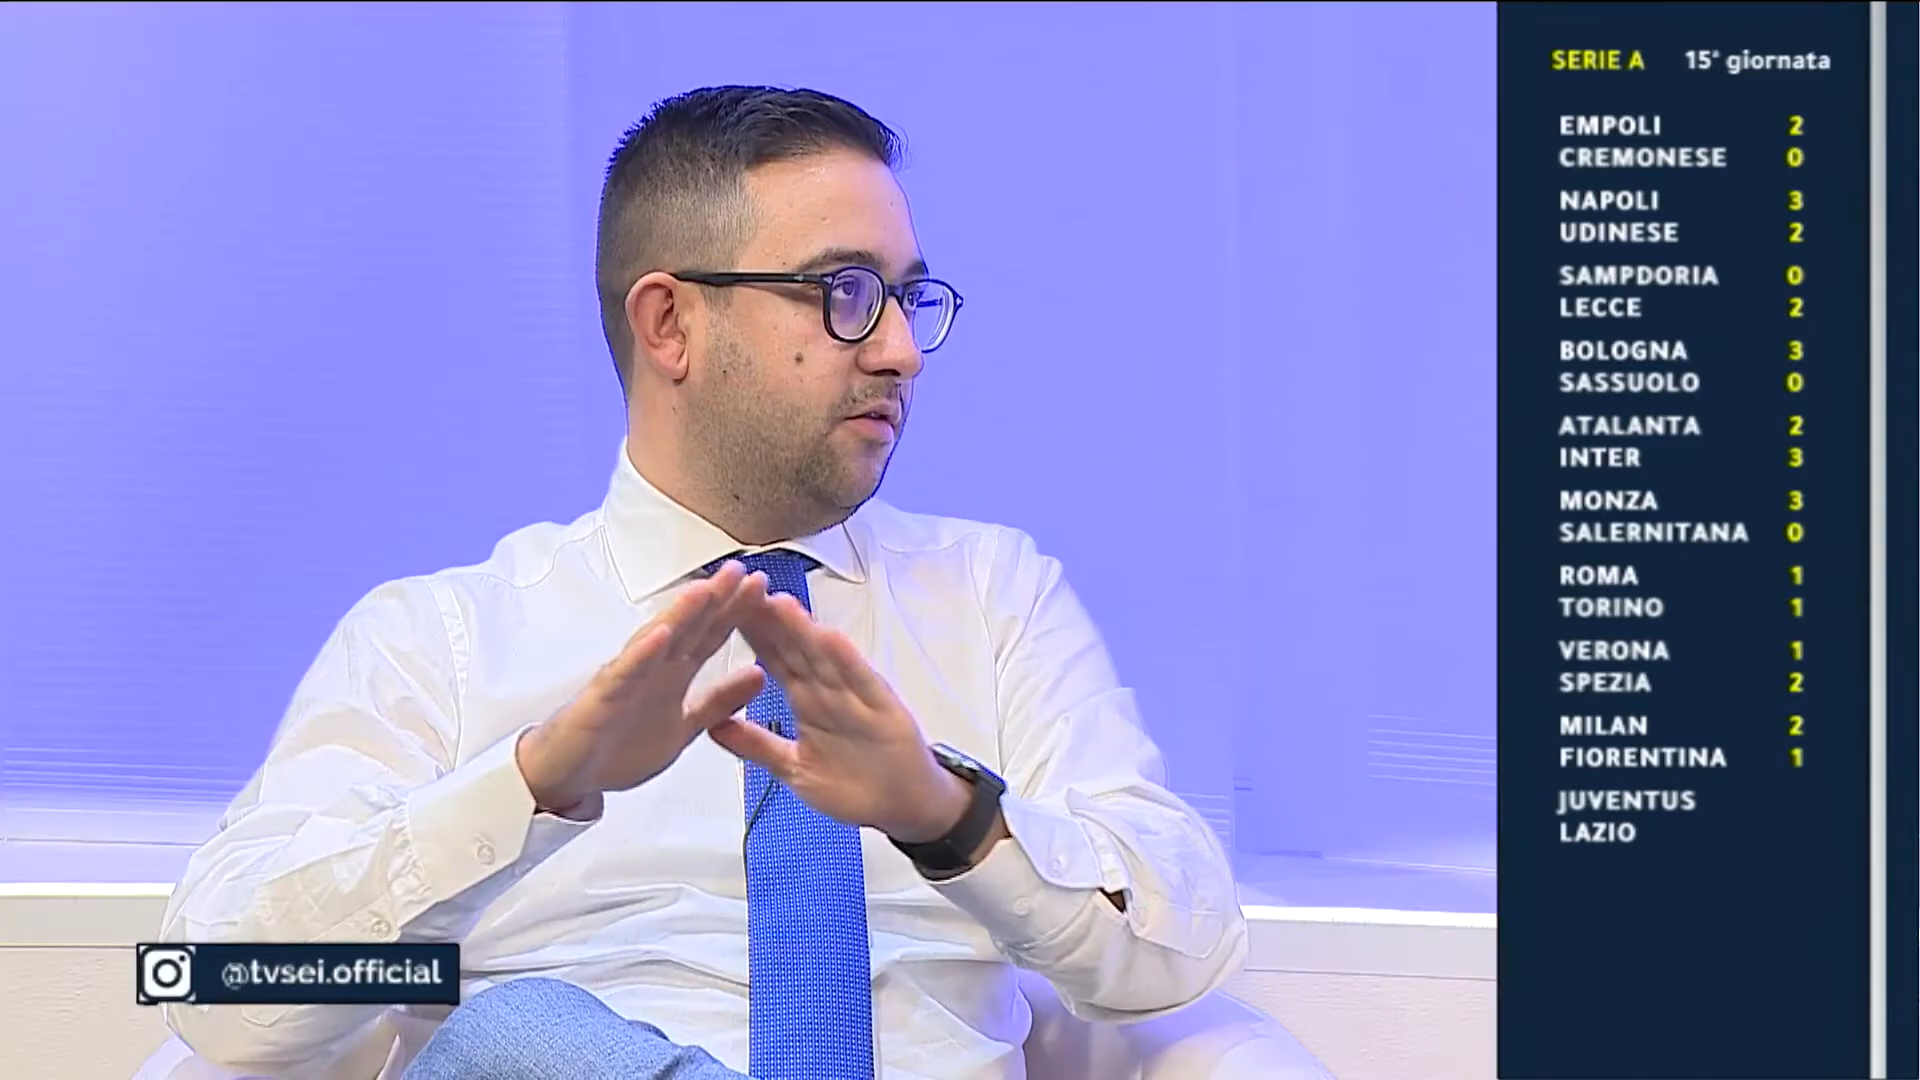 SERIE A 15ª giornata
EMPOLI 2
CREMONESE 0
NAPOLI 3
UDINESE 2
SAMPDORIA 0
LECCE 2
BOLOGNA 3
SASSUOLO 0
ATALANTA 2
INTER 3
MONZA 3
SALERNITANA 0
ROMA 1
TORINO 1
VERONA 1
SPEZIA 2
MILAN 2
FIORENTINA 1
JUVENTUS
LAZIO
@tvsei.official